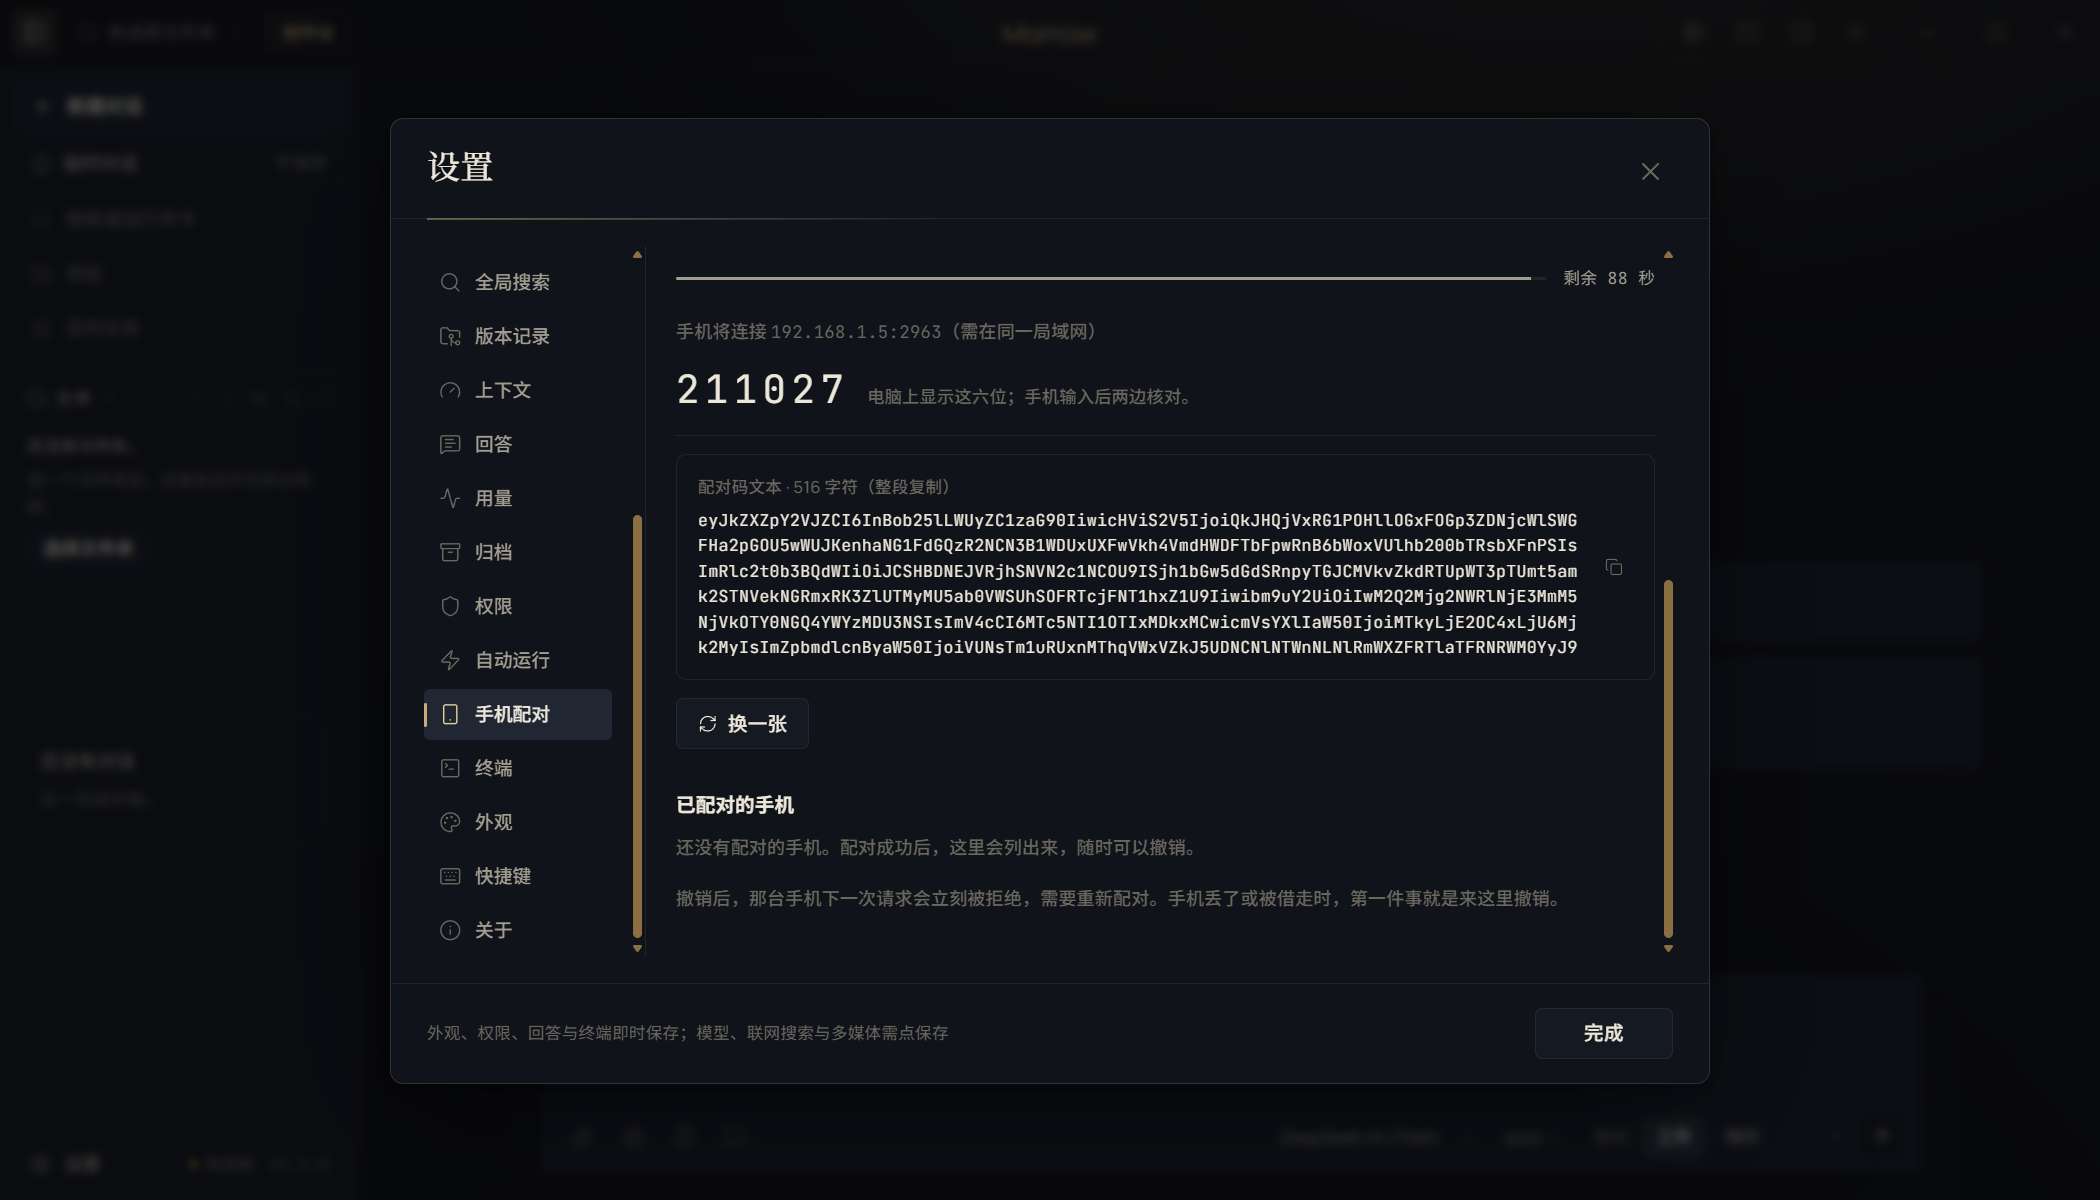 设置
全局搜索
版本记录
上下文
回答
用量
归档
权限
自动运行
手机配对
终端
外观
快捷键
关于
剩余 88 秒
手机将连接 192.168.1.5:2963（需在同一局域网）
211027 电脑上显示这六位；手机输入后两边核对。
配对码文本 · 516 字符（整段复制）
eyJkZXZpY2VJZCI6InBob25lLWUyZC1zaG90IiwicHViS2V5IjoiQkJHQjVxRG1POHllOGxFOGp3ZDNjcWlSWG
FHa2pGOU5wWUJKenhaNG1FdGQzR2NCN3B1WDUxUXFwVkh4VmdHWDFTbFpwRnB6bWoxVUlhb200bTRsbXFnPSIs
ImRlc2t0b3BQdWIiOiJCSHBDNEJVRjhSNVN2c1NCOU9ISjh1bGw5dGdSRnpyTGJCMVkvZkdRTUpWT3pTUmt5am
k2STNVekNGRmxRK3ZlUTMyMU5ab0VWSUhSOFRTcjFNT1hxZ1U9Iiwibm9uY2UiOiIwM2Q2Mjg2NWRlNjE3MmM5
NjVkOTY0NGQ4YWYzMDU3NSIsImV4cCI6MTc5NTI1OTIxMDkxMCwicmVsYXlIaW50IjoiMTkyLjE2OC4xLjU6Mj
k2MyIsImZpbmdlcnByaW50IjoiVUNsTm1uRUxnMThqVWxVZkJ5UDNCNlNTWnNLNlRmWXZFRTlaTFRNRWM0YyJ9
换一张
已配对的手机
还没有配对的手机。配对成功后，这里会列出来，随时可以撤销。
撤销后，那台手机下一次请求会立刻被拒绝，需要重新配对。手机丢了或被借走时，第一件事就是来这里撤销。
外观、权限、回答与终端即时保存；模型、联网搜索与多媒体需点保存
完成